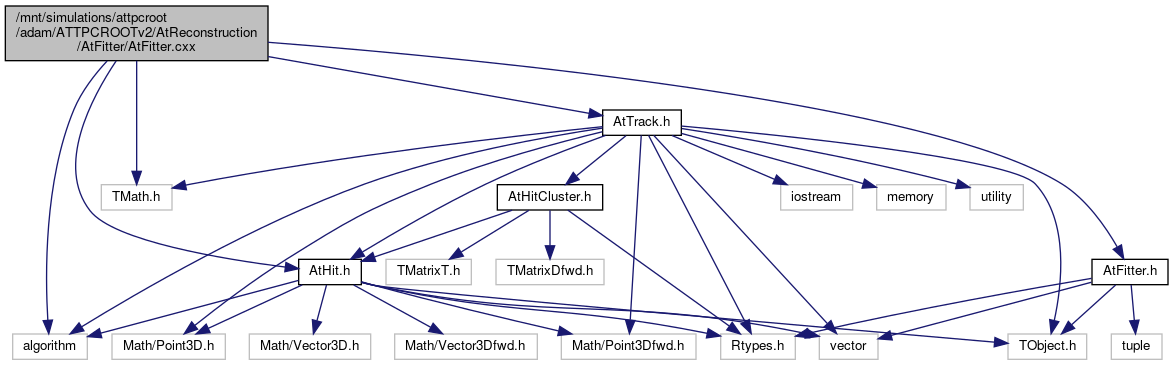 /mnt/simulations/attpcroot
/adam/ATTPCROOTv2/AtReconstruction
/AtFitter/AtFitter.cxx
AtTrack.h
TMath.h
AtHitCluster.h
iostream
memory
utility
AtHit.h
TMatrixT.h
TMatrixDfwd.h
AtFitter.h
algorithm
Math/Point3D.h
Math/Vector3D.h
Math/Vector3Dfwd.h
Math/Point3Dfwd.h
Rtypes.h
vector
TObject.h
tuple